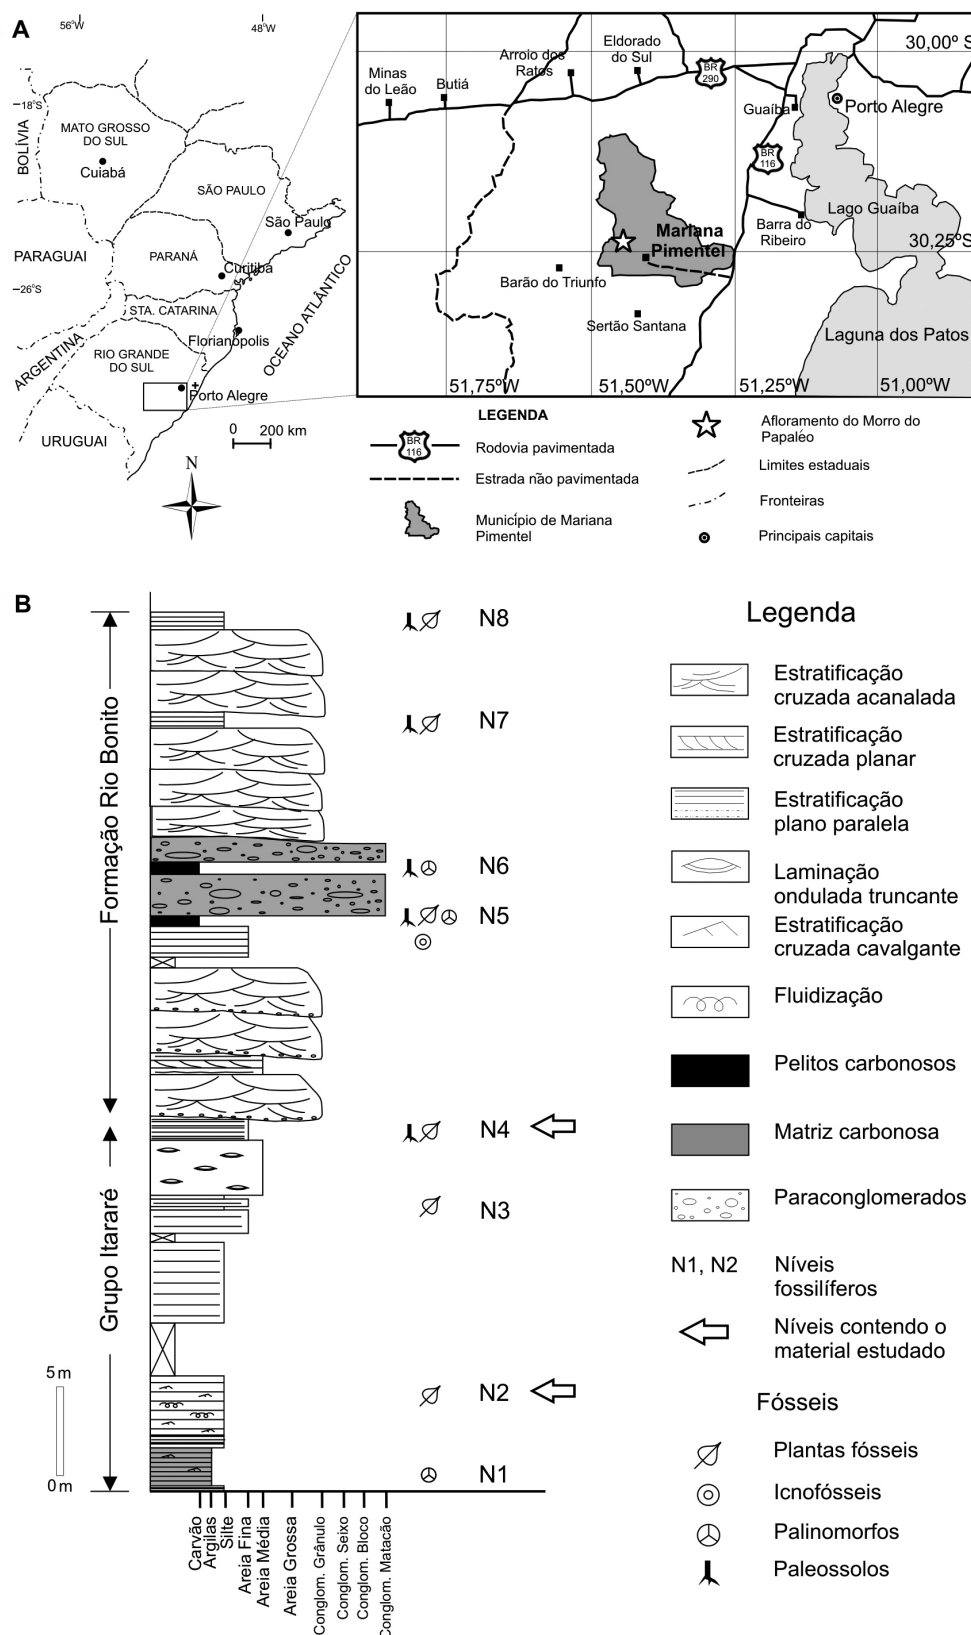 A
56°W
48°W
18°S
BOLÍVIA
MATO GROSSO
DO SUL
Cuiabá
SÃO PAULO
São Paulo
PARAGUAI
PARANÁ
Curitiba
26°S
STA. CATARINA
Florianópolis
OCEANO ATLÂNTICO
ARGENTINA
RIO GRANDE
DO SUL
Porto Alegre
URUGUAI
0
200 km
N
30,00º S
Eldorado
do Sul
Arroio dos
Ratos
Minas
do Leão
Butiá
BR
290
Guaíba
Porto Alegre
BR
116
Lago Guaíba
Barra do
Ribeiro
Mariana
Pimentel
30,25ºS
Barão do Triunfo
Sertão Santana
Laguna dos Patos
51,75ºW
51,50ºW
51,25ºW
51,00ºW
LEGENDA
BR
116
Rodovia pavimentada
Estrada não pavimentada
Município de Mariana
Pimentel
Afloramento do Morro do
Papaléo
Limites estaduais
Fronteiras
Principais capitais
B
Formação Rio Bonito
Grupo Itararé
N8
N7
N6
N5
N4
N3
N2
N1
5 m
0 m
Carvão
Argilas
Silte
Areia Fina
Areia Média
Areia Grossa
Conglom. Grânulo
Conglom. Seixo
Conglom. Bloco
Conglom. Matacão
Legenda
Estratificação
cruzada acanalada
Estratificação
cruzada planar
Estratificação
plano paralela
Laminação
ondulada truncante
Estratificação
cruzada cavalgante
Fluidização
Pelitos carbonosos
Matriz carbonosa
Paraconglomerados
N1, N2
Níveis
fossilíferos
Níveis contendo o
material estudado
Fósseis
Plantas fósseis
Icnofósseis
Palinomorfos
Paleossolos